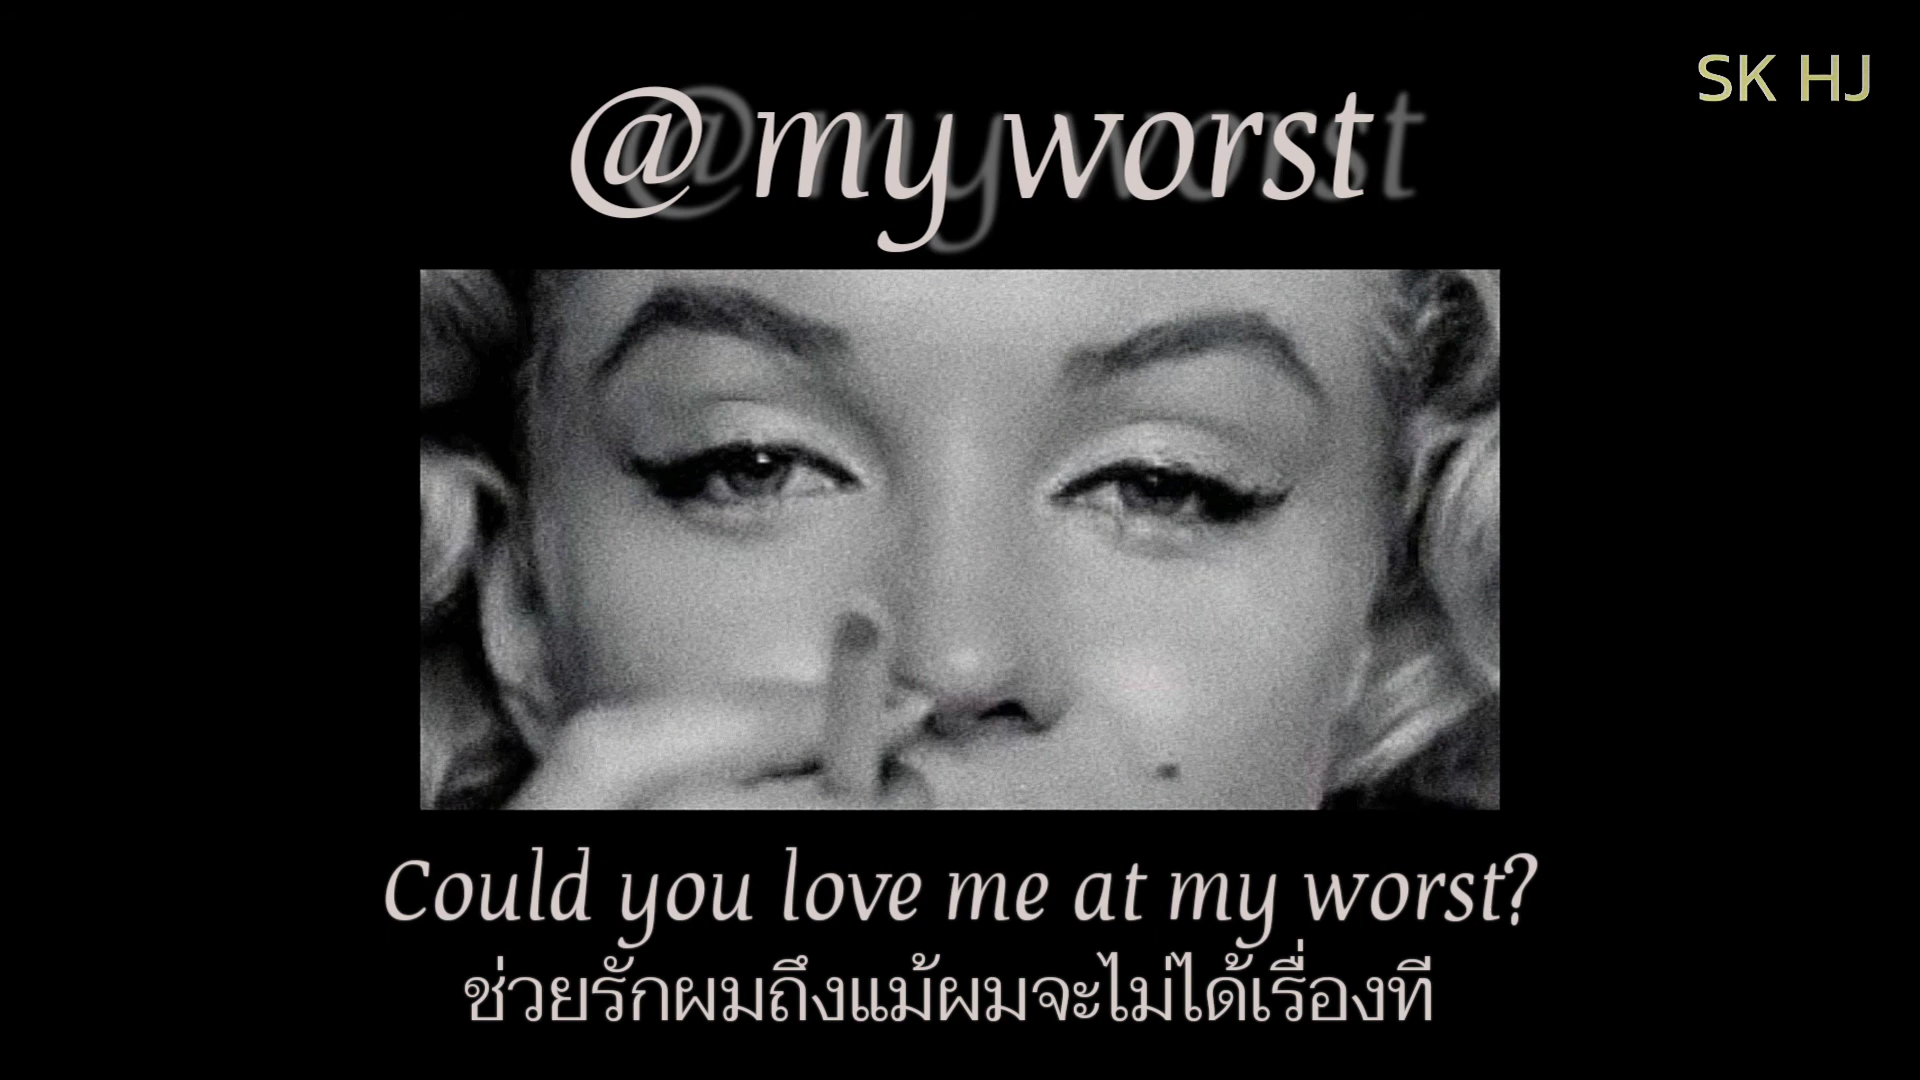 @my worst
SK HJ
Could you love me at my worst?
ช่วยรักผมถึงแม้ผมจะไม่ได้เรื่องที